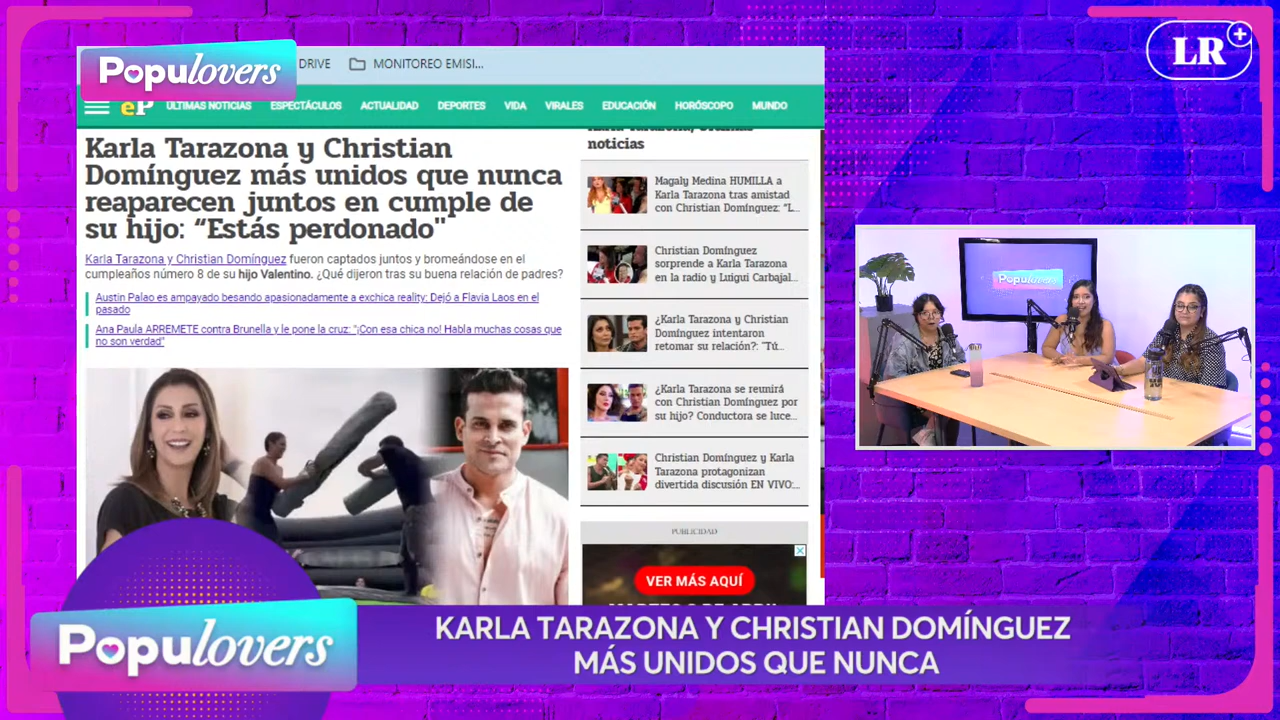 Populovers
DRIVE
MONITOREO EMISI...
LR+
eP
ÚLTIMAS NOTICIAS
ESPECTÁCULOS
ACTUALIDAD
DEPORTES
VIDA
VIRALES
EDUCACIÓN
HORÓSCOPO
MUNDO
Karla Tarazona y Christian
Domínguez más unidos que nunca
reaparecen juntos en cumple de
su hijo: “Estás perdonado"
Karla Tarazona y Christian Domínguez fueron captados juntos y bromeándose en el
cumpleaños número 8 de su hijo Valentino. ¿Qué dijeron tras su buena relación de padres?
Austin Palao es ampayado besando apasionadamente a exchica reality: Dejó a Flavia Laos en el
pasado
Ana Paula ARREMETE contra Brunella y le pone la cruz: “¡Con esa chica no! Habla muchas cosas que
no son verdad"
noticias
Magaly Medina HUMILLA a
Karla Tarazona tras amistad
con Christian Domínguez: “L...
Christian Domínguez
sorprende a Karla Tarazona
en la radio y Luigui Carbajal...
¿Karla Tarazona y Christian
Domínguez intentaron
retomar su relación?: "Tú...
¿Karla Tarazona se reunirá
con Christian Domínguez por
su hijo? Conductora se luce...
Christian Domínguez y Karla
Tarazona protagonizan
divertida discusión EN VIVO:...
PUBLICIDAD
VER MÁS AQUÍ
Populovers
Populovers
KARLA TARAZONA Y CHRISTIAN DOMÍNGUEZ
MÁS UNIDOS QUE NUNCA